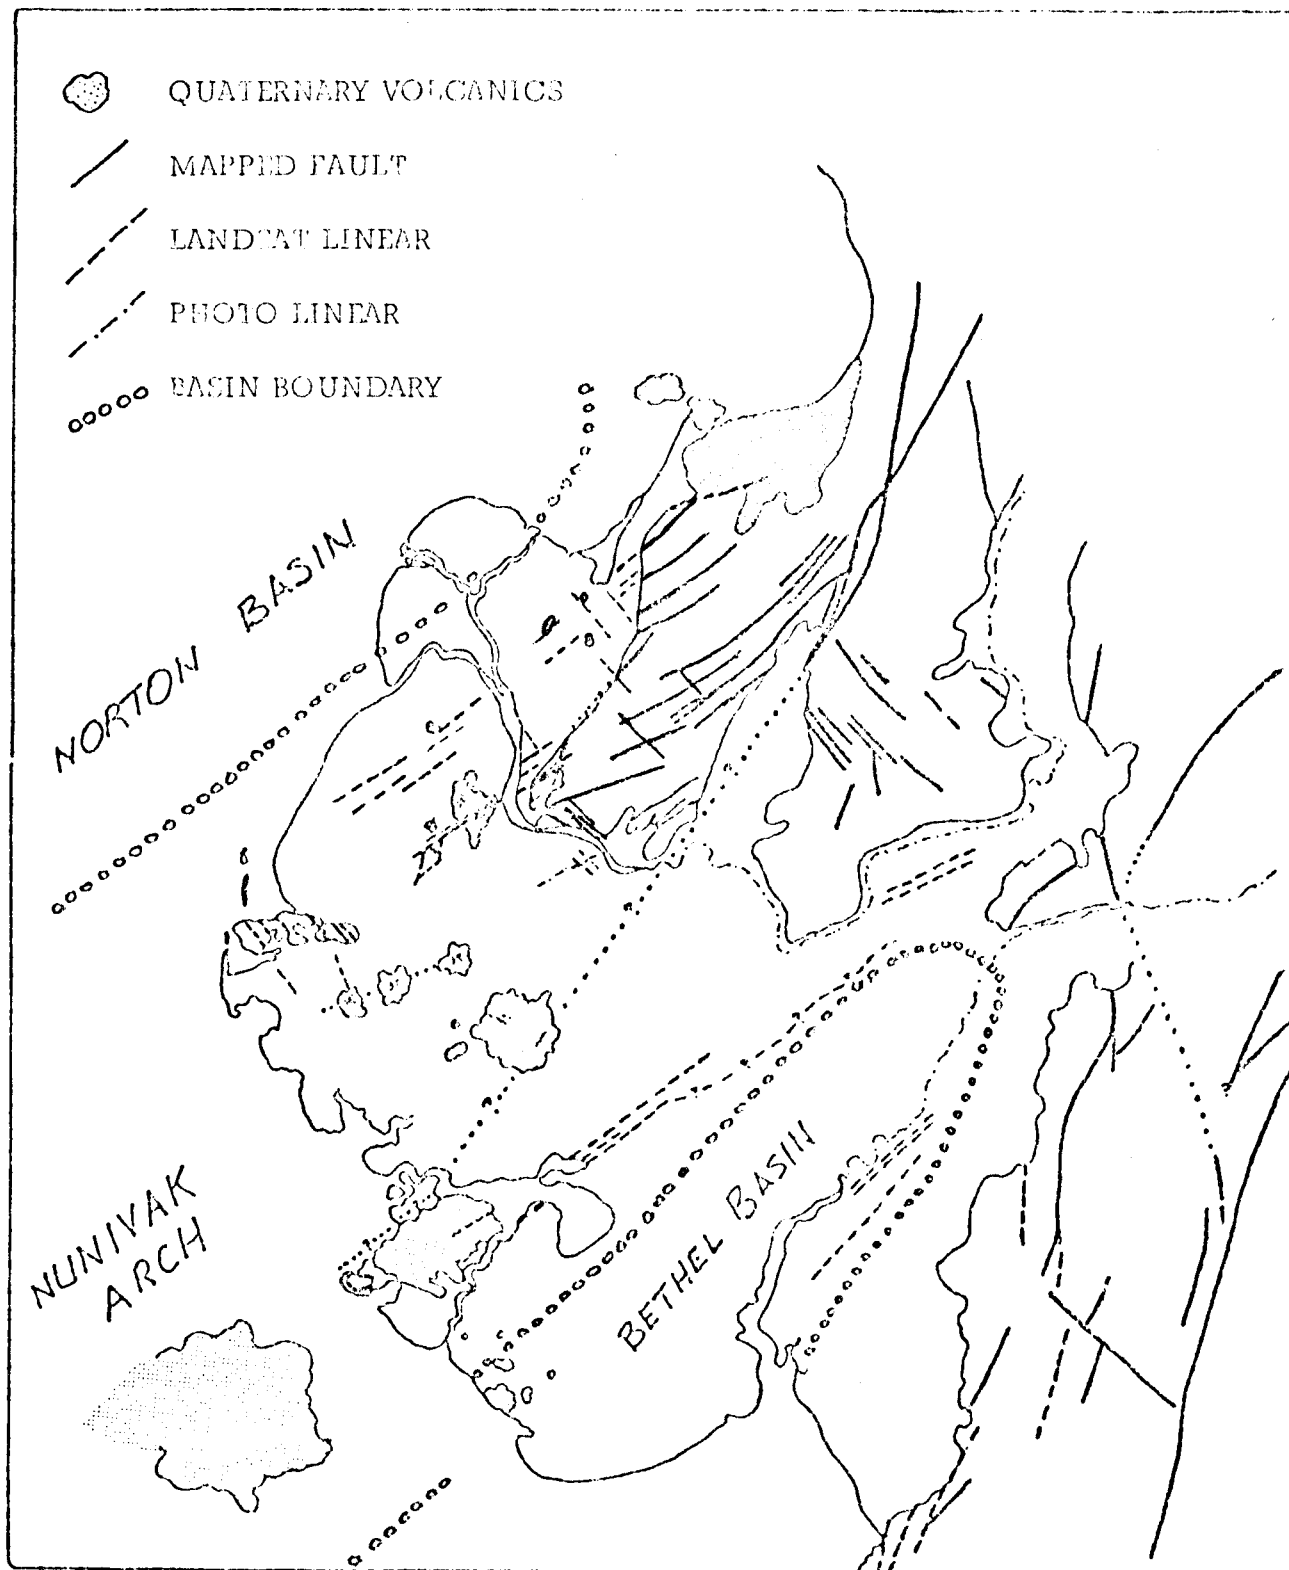 QUATERNARY VOLCANICS
MAPPED FAULT
LANDSAT LINEAR
PHOTO LINEAR
BASIN BOUNDARY
NORTON BASIN
BETHEL BASIN
NUNIVAK
ARCH